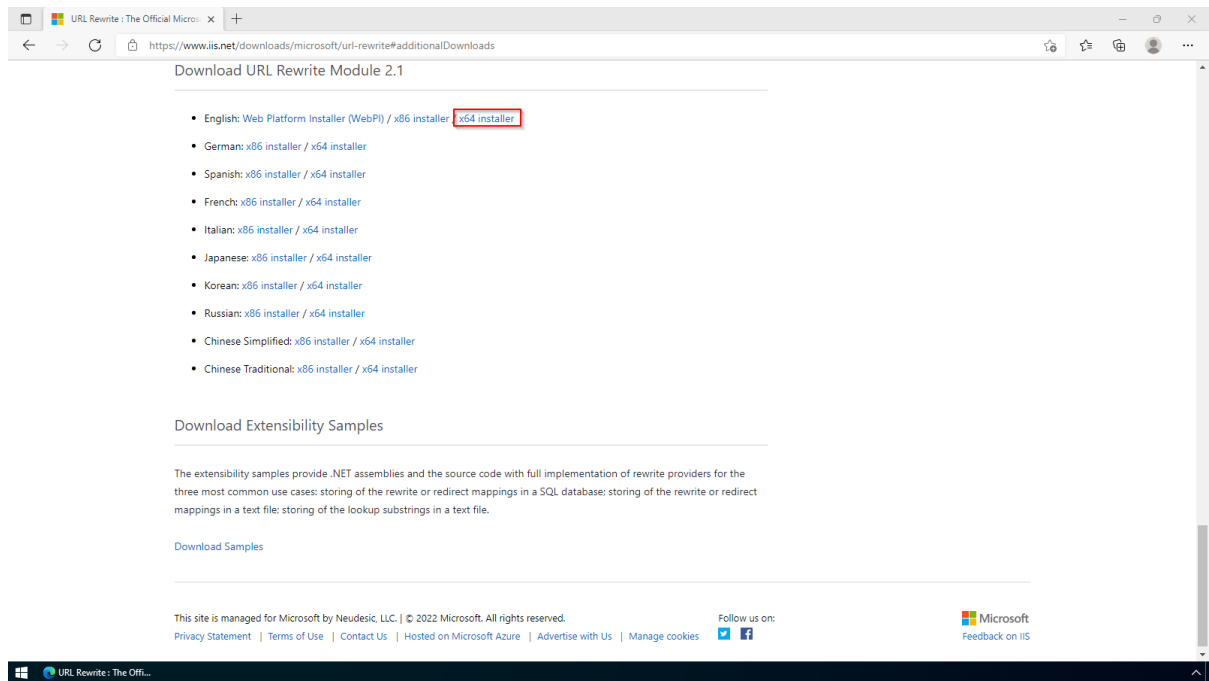 URL Rewrite : The Official Micros
https://www.iis.net/downloads/microsoft/url-rewrite#additionalDownloads
Download URL Rewrite Module 2.1
English: Web Platform Installer (WebPI) / x86 installer / x64 installer
German: x86 installer / x64 installer
Spanish: x86 installer / x64 installer
French: x86 installer / x64 installer
Italian: x86 installer / x64 installer
Japanese: x86 installer / x64 installer
Korean: x86 installer / x64 installer
Russian: x86 installer / x64 installer
Chinese Simplified: x86 installer / x64 installer
Chinese Traditional: x86 installer / x64 installer
Download Extensibility Samples
The extensibility samples provide .NET assemblies and the source code with full implementation of rewrite providers for the
three most common use cases: storing of the rewrite or redirect mappings in a SQL database; storing of the rewrite or redirect
mappings in a text file; storing of the lookup substrings in a text file.
Download Samples
This site is managed for Microsoft by Neudesic, LLC. | © 2022 Microsoft. All rights reserved.
Privacy Statement | Terms of Use | Contact Us | Hosted on Microsoft Azure | Advertise with Us | Manage cookies
Follow us on:
Microsoft
Feedback on IIS
URL Rewrite : The Offi...